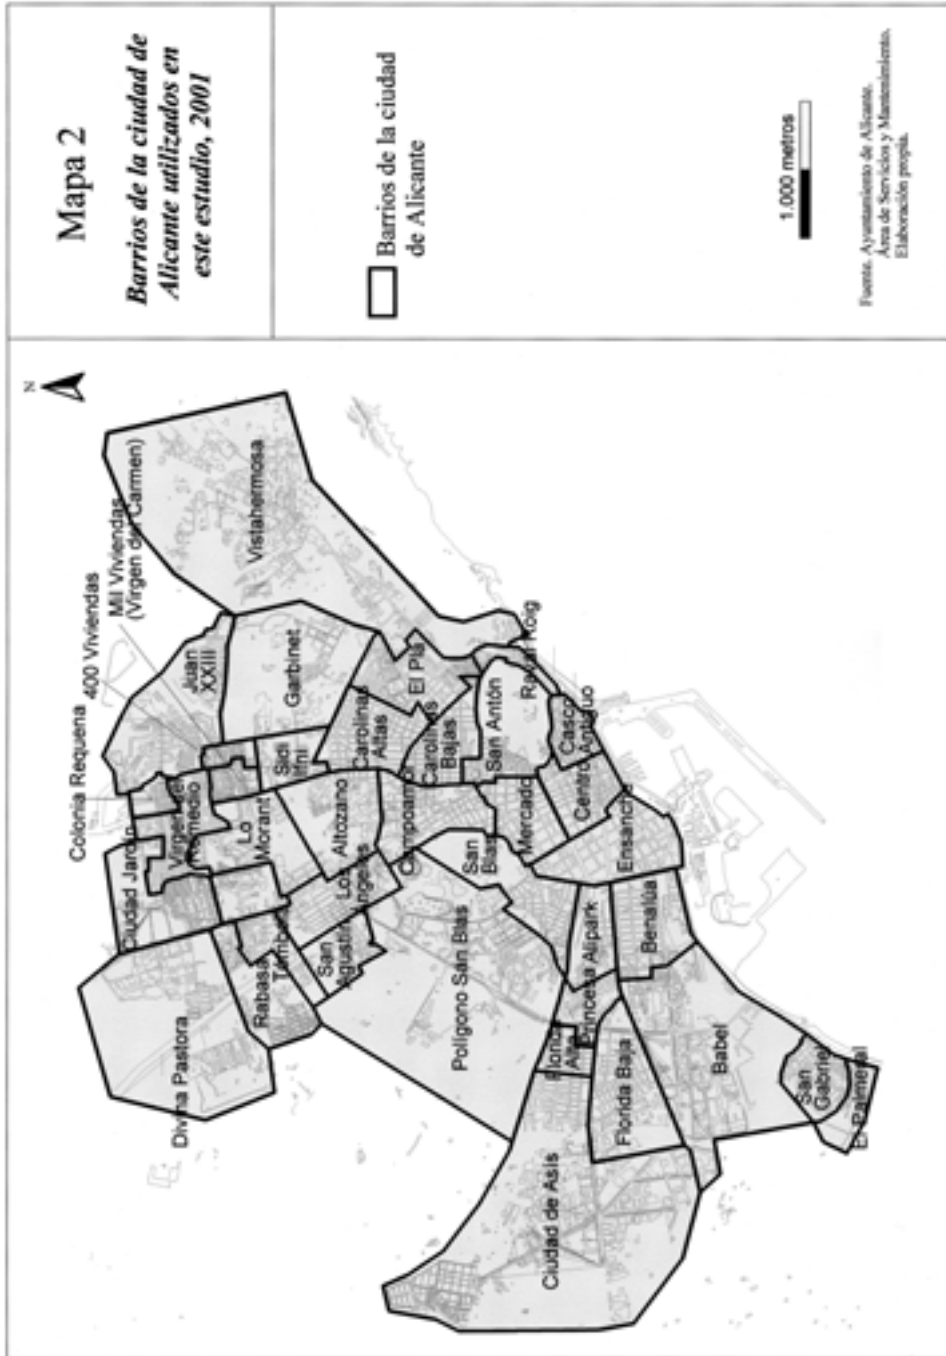 Mapa 2
Barrios de la ciudad de
Alicante utilizados en
este estudio, 2001
Barrios de la ciudad
de Alicante
1.000 metros
Fuente. Ayuntamiento de Alicante.
Área de Servicios y Mantenimiento.
Elaboración propia.
N
Colonia Requena
400 Viviendas
Mil Viviendas
(Virgen del Carmen)
Ciudad Jardín
Virgen del
Remedio
Juan
XXIII
Divina Pastora
Rabasa
Tómbola
Lo
Morant
Sidi
Ifni
Garbinet
Vistahermosa
San
Agustín
Los
Angeles
Altozano
Carolinas
Altas
El Pla
Campoamor
Carolinas
Bajas
Polígono San Blas
San
Blas
San Antón
Raval Roig
Mercado
Centro
Casco
Antiguo
Ciudad de Asis
Florida
Alta
Princesa
Alipark
Ensanche
Florida Baja
Benalúa
Babel
San
Gabriel
El Palmeral